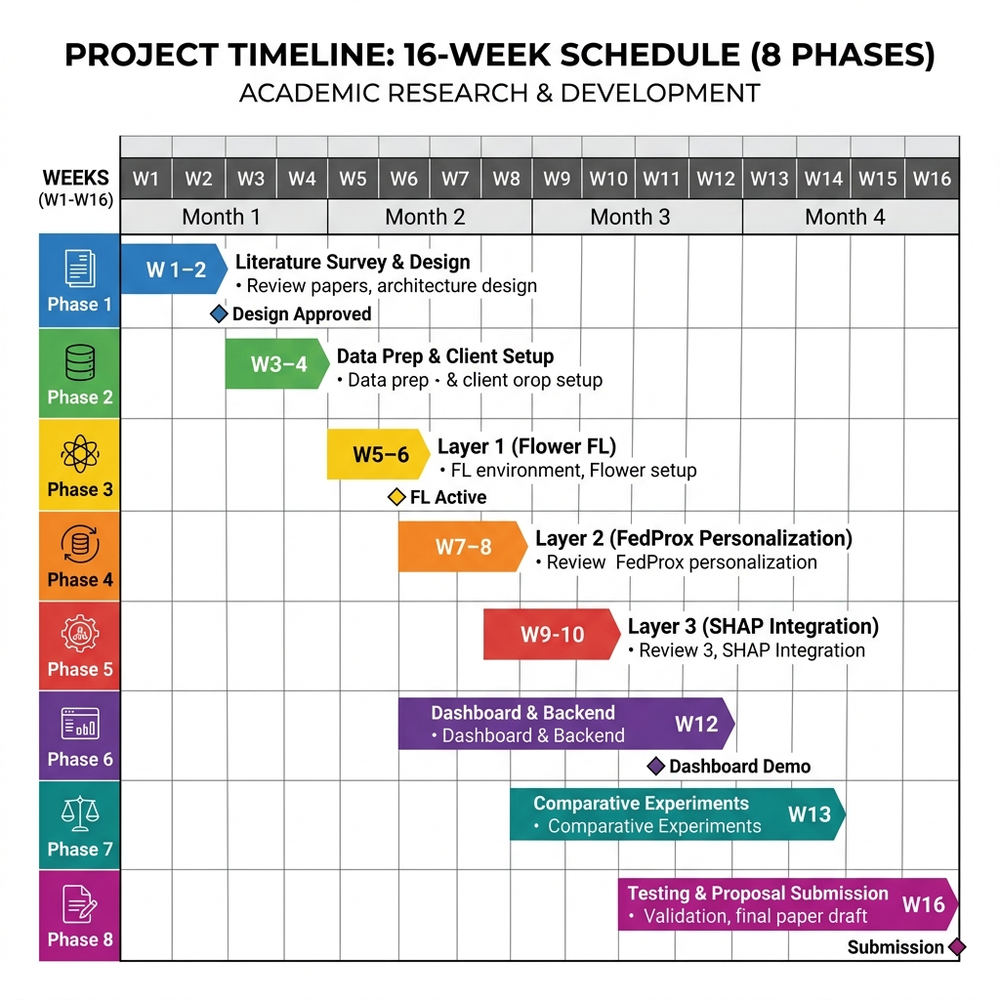 PROJECT TIMELINE: 16-WEEK SCHEDULE (8 PHASES)
ACADEMIC RESEARCH & DEVELOPMENT
WEEKS
(W1-W16)
W1 W2 W3 W4 W5 W6 W7 W8 W9 W10 W11 W12 W13 W14 W15 W16
Month 1 Month 2 Month 3 Month 4
Phase 1
W 1–2
Literature Survey & Design
• Review papers, architecture design
Design Approved
Phase 2
W3–4
Data Prep & Client Setup
• Data prep · & client orop setup
Phase 3
W5–6
Layer 1 (Flower FL)
• FL environment, Flower setup
FL Active
Phase 4
W7–8
Layer 2 (FedProx Personalization)
• Review FedProx personalization
Phase 5
W9-10
Layer 3 (SHAP Integration)
• Review 3, SHAP Integration
Phase 6
Dashboard & Backend
• Dashboard & Backend
W12
Dashboard Demo
Phase 7
Comparative Experiments
• Comparative Experiments
W13
Phase 8
Testing & Proposal Submission
• Validation, final paper draft
W16
Submission